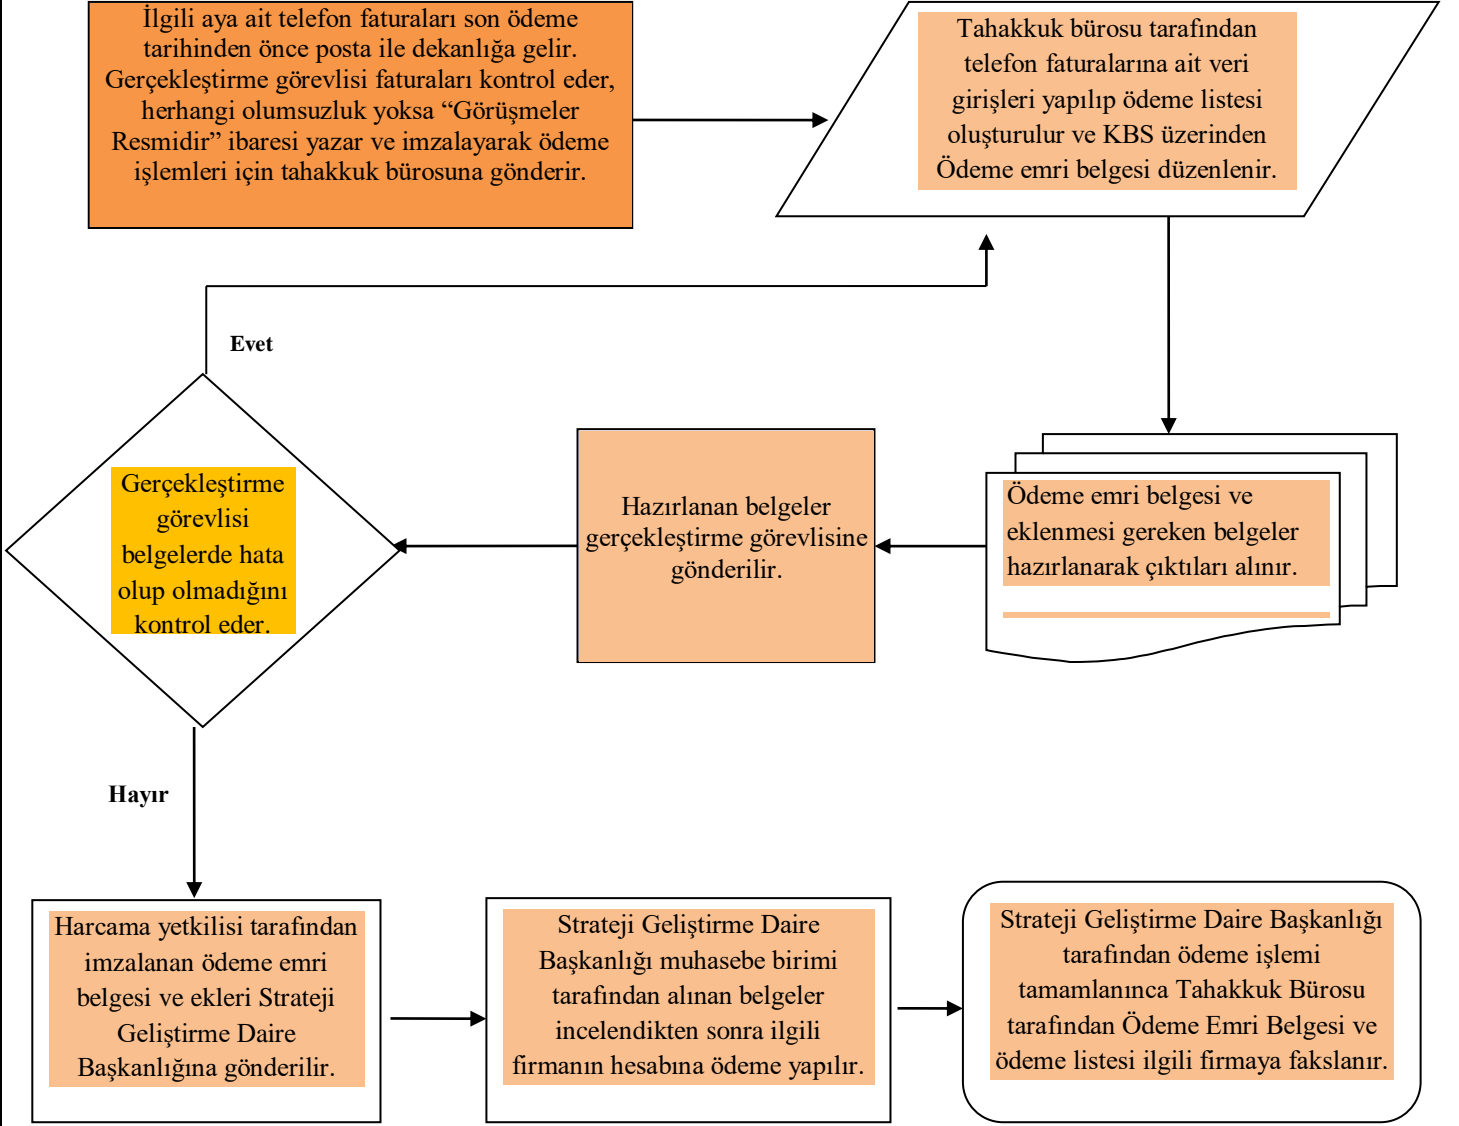 İlgili aya ait telefon faturaları son ödeme
tarihinden önce posta ile dekanlığa gelir.
Gerçekleştirme görevlisi faturaları kontrol eder,
herhangi olumsuzluk yoksa “Görüşmeler
Resmidir” ibaresi yazar ve imzalayarak ödeme
işlemleri için tahakkuk bürosuna gönderir.
Tahakkuk bürosu tarafından
telefon faturalarına ait veri
girişleri yapılıp ödeme listesi
oluşturulur ve KBS üzerinden
Ödeme emri belgesi düzenlenir.
Evet
Gerçekleştirme
görevlisi
belgelerde hata
olup olmadığını
kontrol eder.
Hazırlanan belgeler
gerçekleştirme görevlisine
gönderilir.
Ödeme emri belgesi ve
eklenmesi gereken belgeler
hazırlanarak çıktıları alınır.
Hayır
Harcama yetkilisi tarafından
imzalanan ödeme emri
belgesi ve ekleri Strateji
Geliştirme Daire
Başkanlığına gönderilir.
Strateji Geliştirme Daire
Başkanlığı muhasebe birimi
tarafından alınan belgeler
incelendikten sonra ilgili
firmanın hesabına ödeme yapılır.
Strateji Geliştirme Daire Başkanlığı
tarafından ödeme işlemi
tamamlanınca Tahakkuk Bürosu
tarafından Ödeme Emri Belgesi ve
ödeme listesi ilgili firmaya fakslanır.